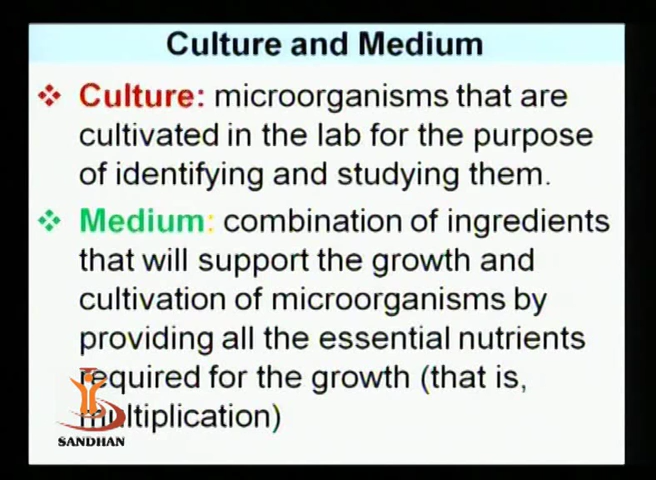 Culture and Medium
❖ Culture: microorganisms that are
cultivated in the lab for the purpose
of identifying and studying them.
❖ Medium: combination of ingredients
that will support the growth and
cultivation of microorganisms by
providing all the essential nutrients
required for the growth (that is,
multiplication)
SANDHAN